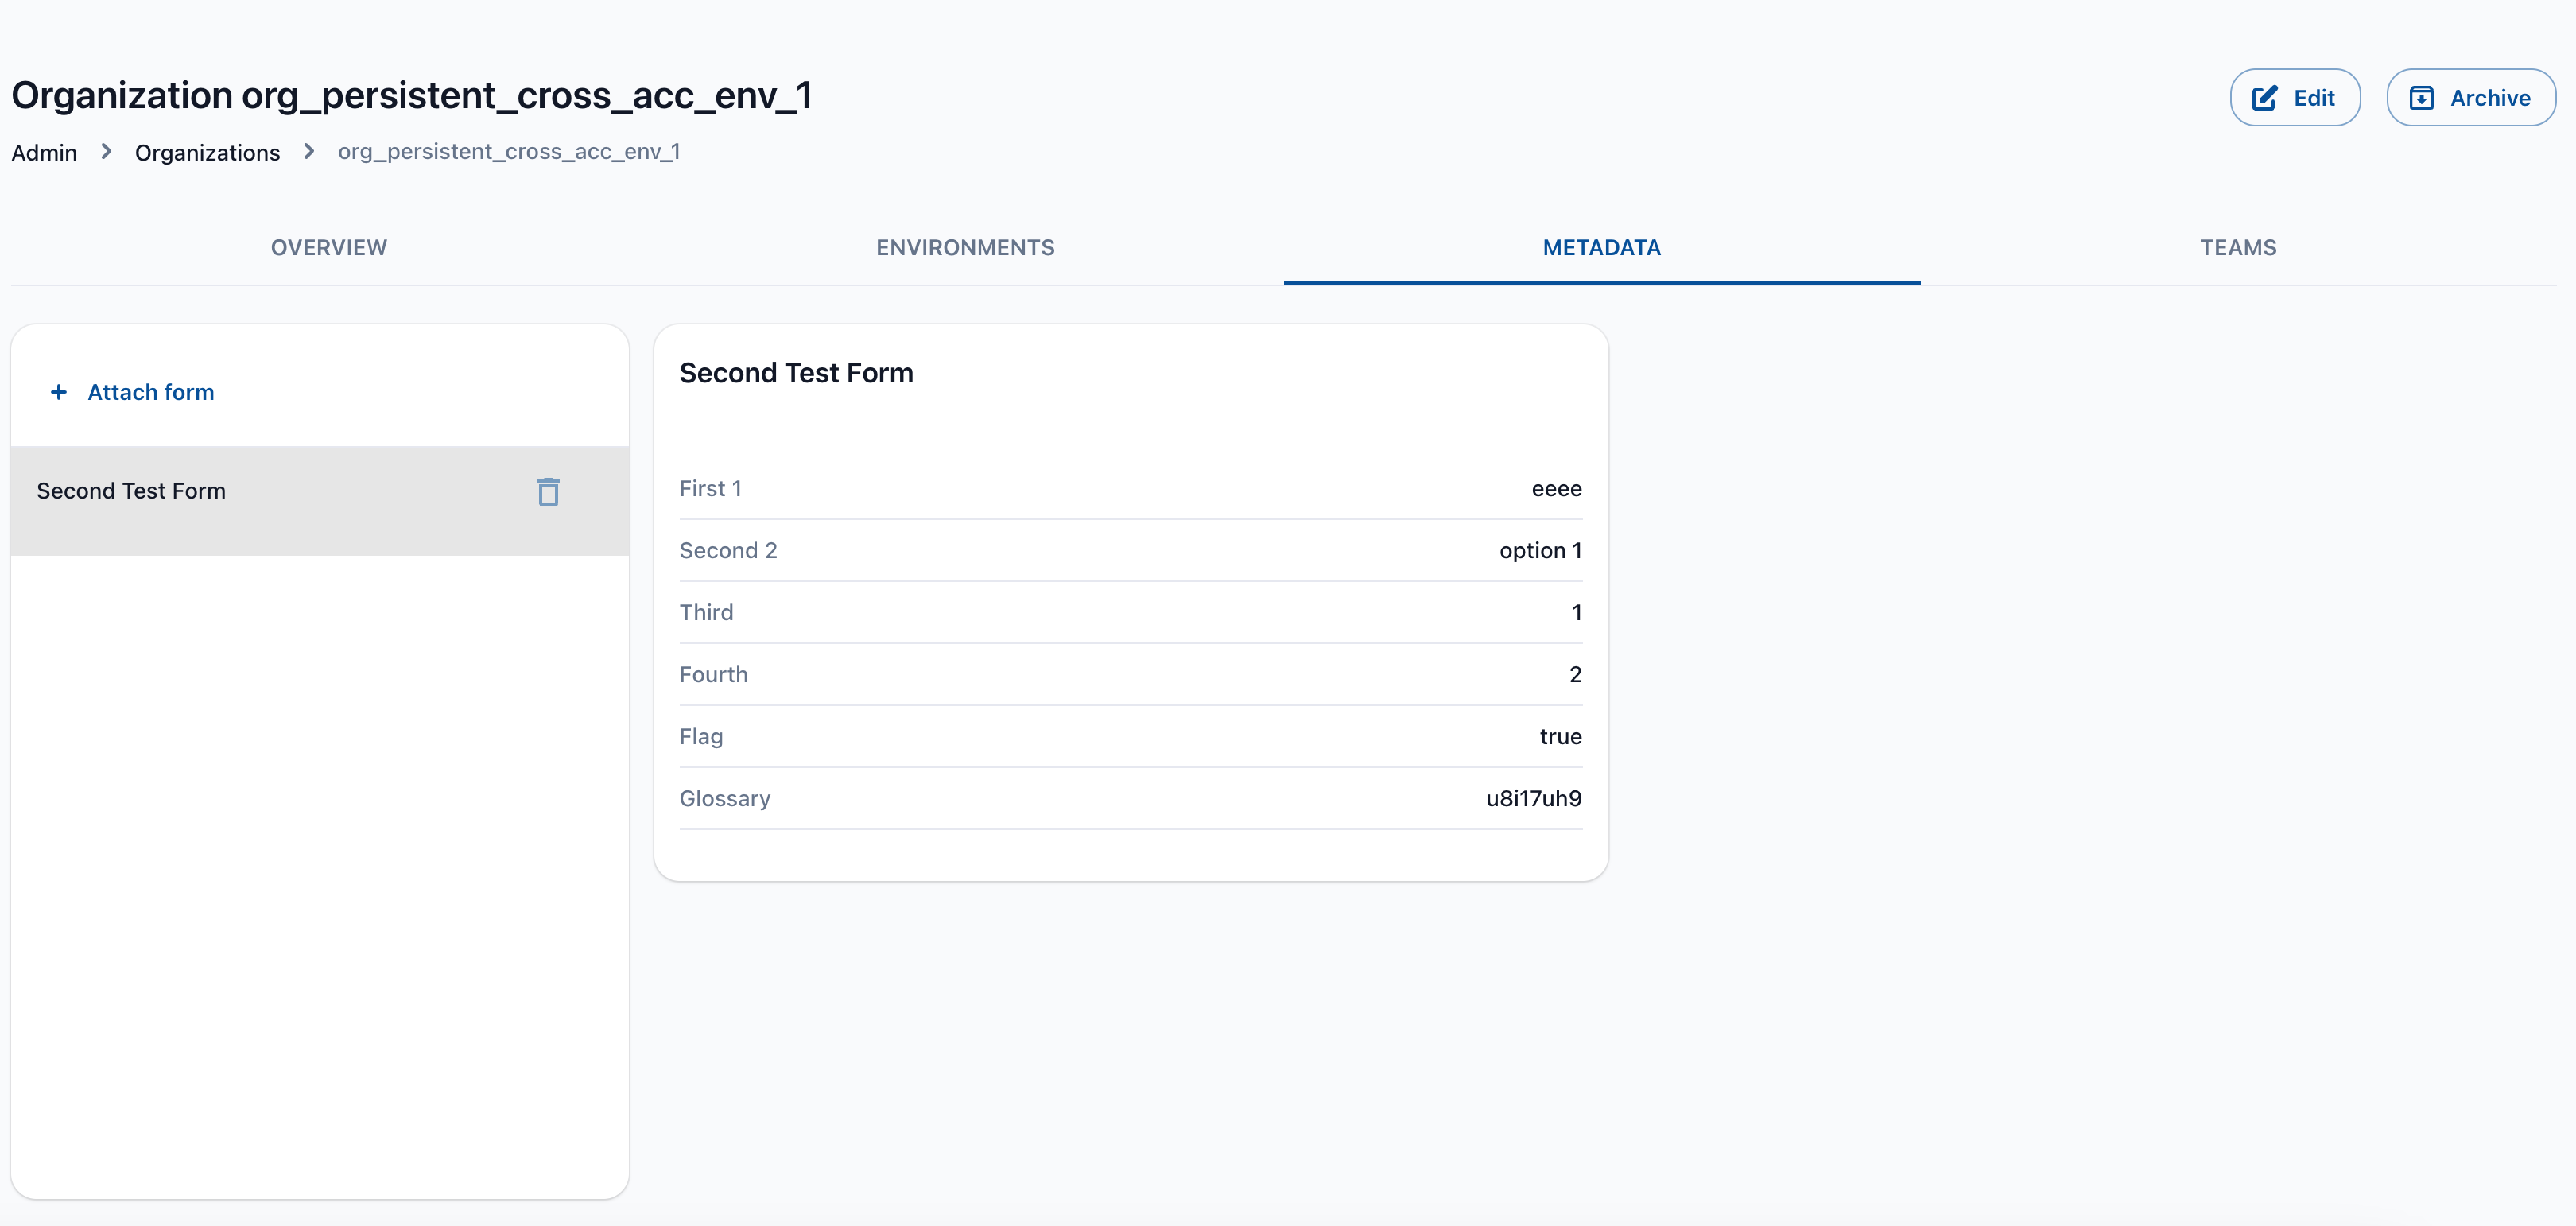 Organization org_persistent_cross_acc_env_1
Edit
Archive
Admin > Organizations > org_persistent_cross_acc_env_1
OVERVIEW
ENVIRONMENTS
METADATA
TEAMS
+ Attach form
Second Test Form
Second Test Form
First 1 eeee
Second 2 option 1
Third 1
Fourth 2
Flag true
Glossary u8i17uh9